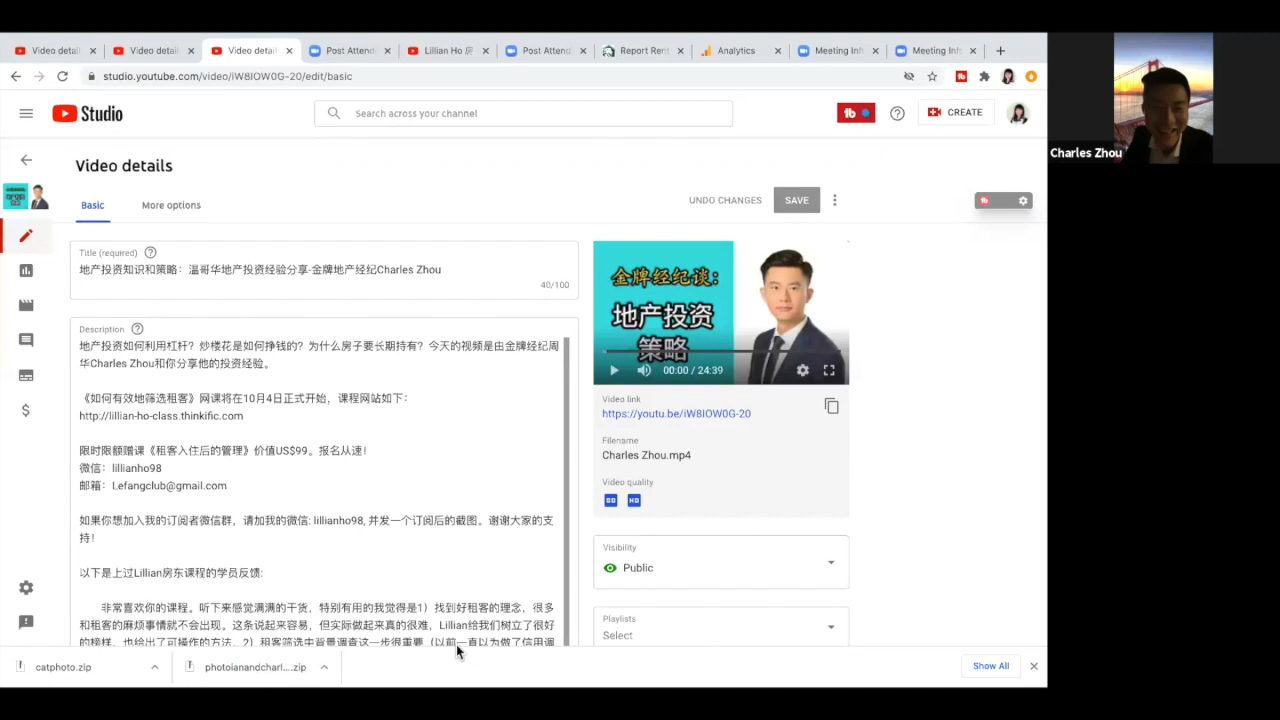 Video detai
Video detai
Video detai
Post Attend
Lillian Ho 房
Post Attend
Report Rent
Analytics
Meeting Info
Meeting Info
studio.youtube.com/video/iW8IOW0G-20/edit/basic
Studio
Search across your channel
CREATE
Video details
Basic
More options
UNDO CHANGES
SAVE
Title (required)
地产投资知识和策略：温哥华地产投资经验分享-金牌地产经纪Charles Zhou
40/100
Description
地产投资如何利用杠杆？炒楼花是如何挣钱的？为什么房子要长期持有？今天的视频是由金牌经纪周
华Charles Zhou和你分享他的投资经验。
《如何有效地筛选租客》网课将在10月4日正式开始，课程网站如下：
http://lillian-ho-class.thinkific.com
限时限额赠课《租客入住后的管理》价值US$99。报名从速！
微信：lillianho98
邮箱：Lefangclub@gmail.com
如果你想加入我的订阅者微信群，请加我的微信: lillianho98, 并发一个订阅后的截图。谢谢大家的支
持！
以下是上过Lillian房东课程的学员反馈:
非常喜欢你的课程。听下来感觉满满的干货，特别有用的我觉得是1）找到好租客的理念，很多
和租客的麻烦事情就不会出现。这条说起来容易，但实际做起来真的很难，Lillian给我们树立了很好
的榜样，也给出了可操作的方法。2）租客筛选中背景调查这一步很重要（以前一直以为做了信用调
金牌经纪谈:
地产投资
策略
00:00 / 24:39
Video link
https://youtu.be/iW8IOW0G-20
Filename
Charles Zhou.mp4
Video quality
SD HD
Visibility
Public
Playlists
Select
catphoto.zip
photoianandcharl....zip
Show All
Charles Zhou